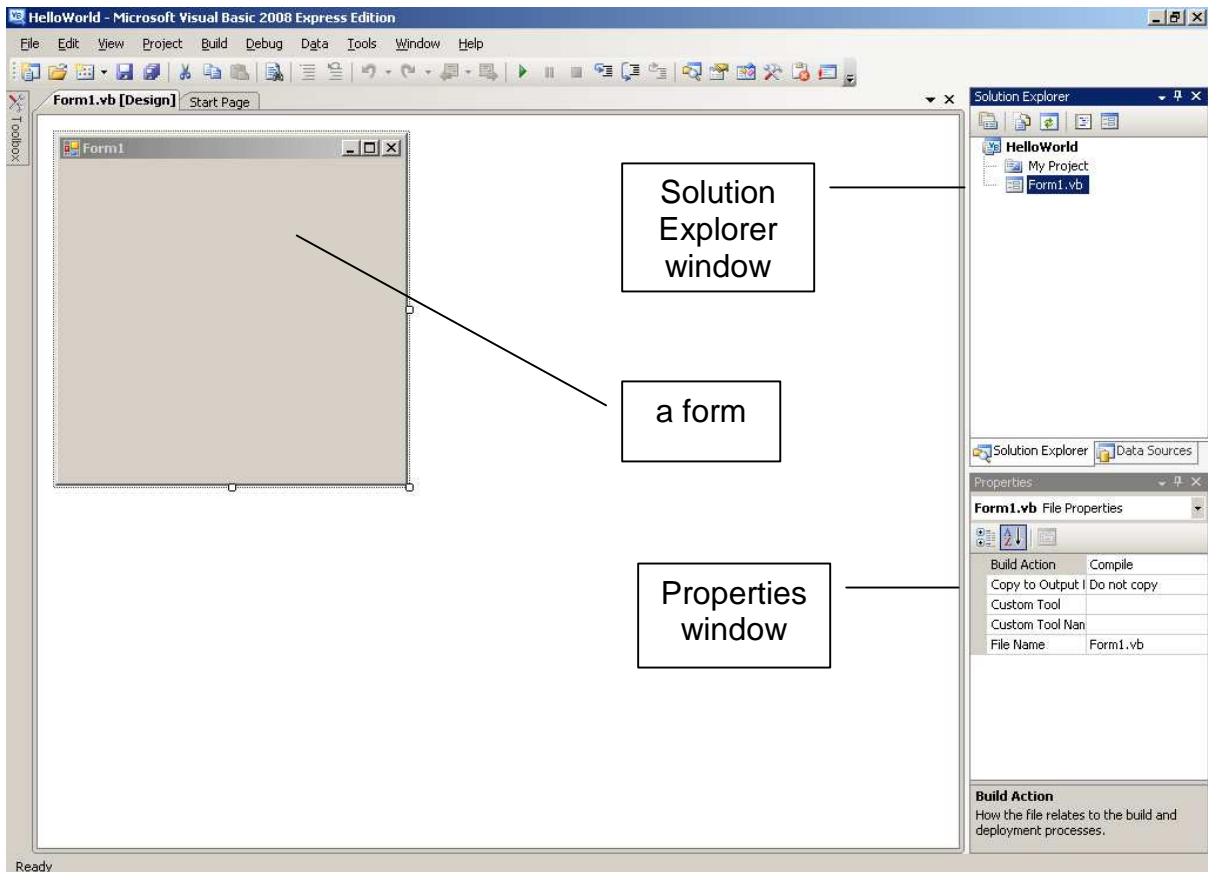 HelloWorld - Microsoft Visual Basic 2008 Express Edition
File Edit View Project Build Debug Data Tools Window Help
Toolbox
Form1.vb [Design] Start Page
Form1
Solution
Explorer
window
a form
Properties
window
Solution Explorer
HelloWorld
My Project
Form1.vb
Solution Explorer Data Sources
Properties
Form1.vb File Properties
Build Action Compile
Copy to Output Do not copy
Custom Tool
Custom Tool Nan
File Name Form1.vb
Build Action
How the file relates to the build and
deployment processes.
Ready